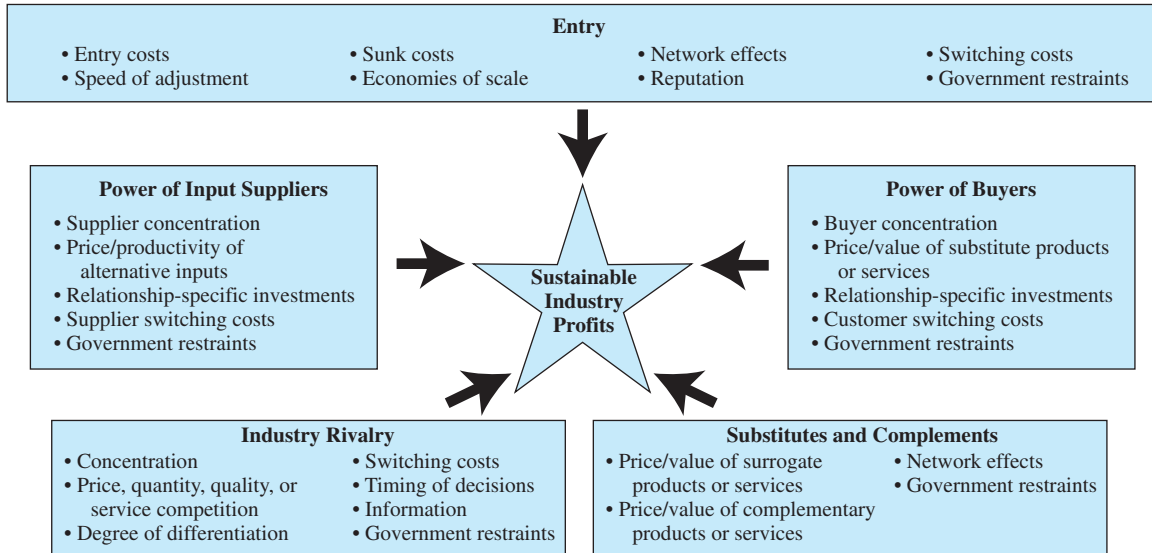 Entry
• Entry costs
• Speed of adjustment
• Sunk costs
• Economies of scale
• Network effects
• Reputation
• Switching costs
• Government restraints
Power of Input Suppliers
• Supplier concentration
• Price/productivity of
alternative inputs
• Relationship-specific investments
• Supplier switching costs
• Government restraints
Sustainable
Industry
Profits
Power of Buyers
• Buyer concentration
• Price/value of substitute products
or services
• Relationship-specific investments
• Customer switching costs
• Government restraints
Industry Rivalry
• Concentration
• Price, quantity, quality, or
service competition
• Degree of differentiation
• Switching costs
• Timing of decisions
• Information
• Government restraints
Substitutes and Complements
• Price/value of surrogate
products or services
• Price/value of complementary
products or services
• Network effects
• Government restraints